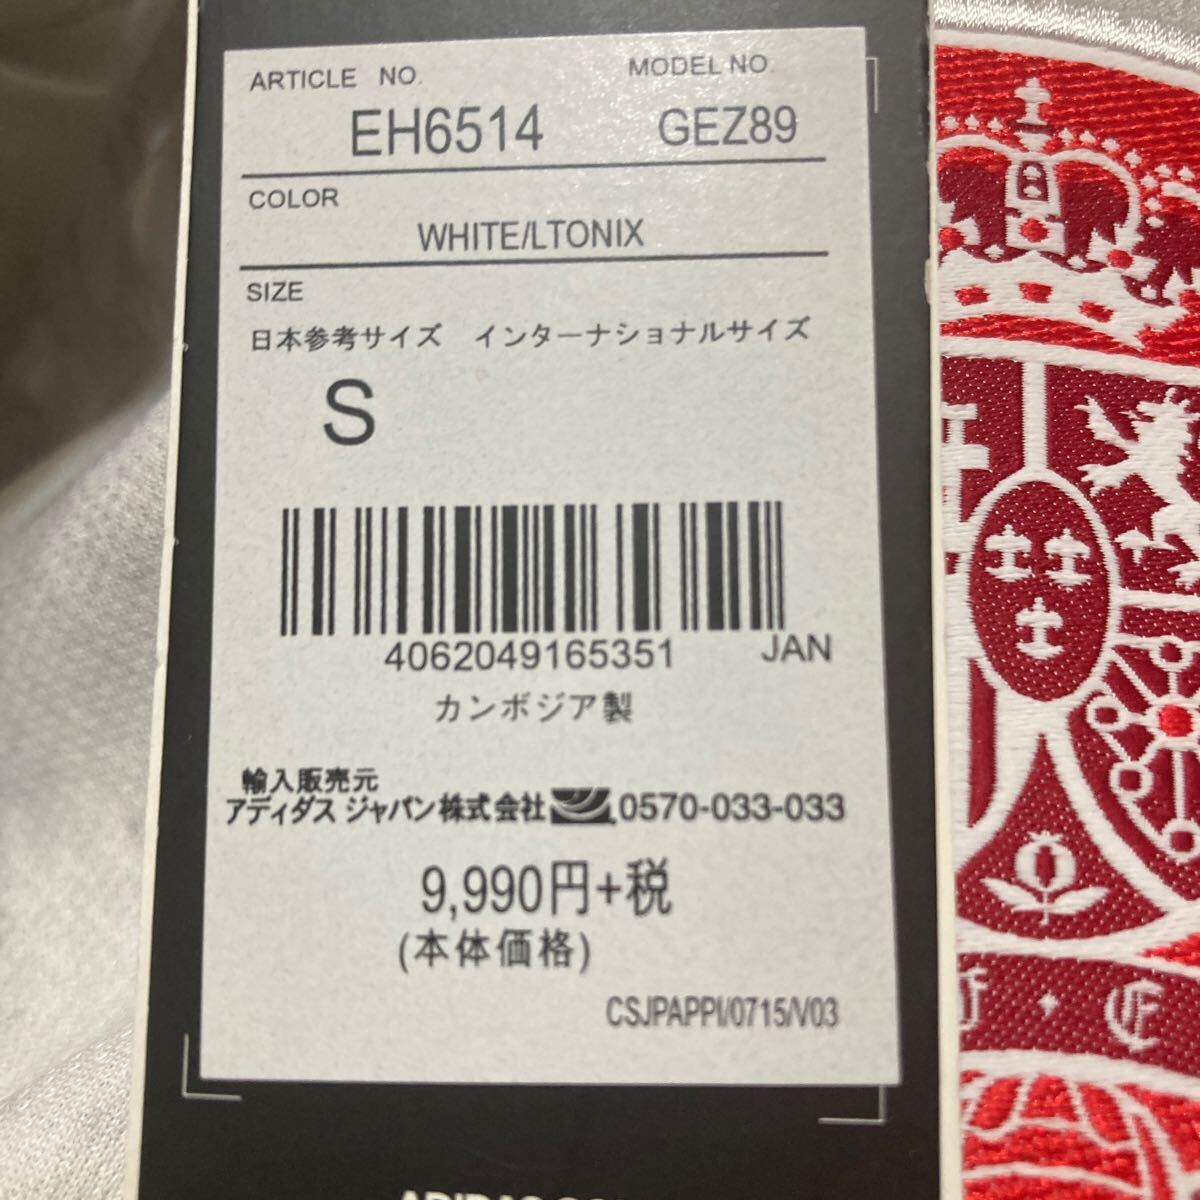 ARTICLE NO. MODEL NO.
EH6514 GEZ89
COLOR
WHITE/LTONIX
SIZE
日本参考サイズ インターナショナルサイズ
S
4062049165351 JAN
カンボジア製
輸入販売元
アディダス ジャパン株式会社 0570-033-033
9,990円+税
(本体価格)
CSJPAPPI/0715/V03